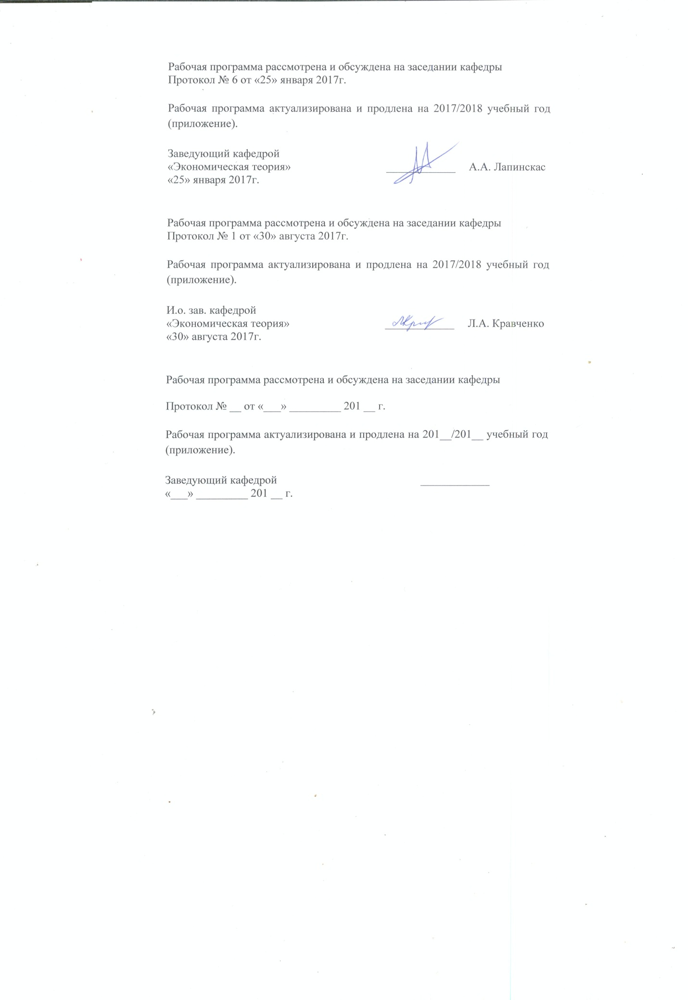 Рабочая программа рассмотрена и обсуждена на заседании кафедры
Протокол № 6 от «25» января 2017г.
Рабочая программа актуализирована и продлена на 2017/2018 учебный год
(приложение).
Заведующий кафедрой
«Экономическая теория» ____________ А.А. Лапинскас
«25» января 2017г.
Рабочая программа рассмотрена и обсуждена на заседании кафедры
Протокол № 1 от «30» августа 2017г.
Рабочая программа актуализирована и продлена на 2017/2018 учебный год
(приложение).
И.о. зав. кафедрой
«Экономическая теория» ____________ Л.А. Кравченко
«30» августа 2017г.
Рабочая программа рассмотрена и обсуждена на заседании кафедры
Протокол № __ от «___» _________ 201 __ г.
Рабочая программа актуализирована и продлена на 201__/201__ учебный год
(приложение).
Заведующий кафедрой ____________
«___» _________ 201 __ г.